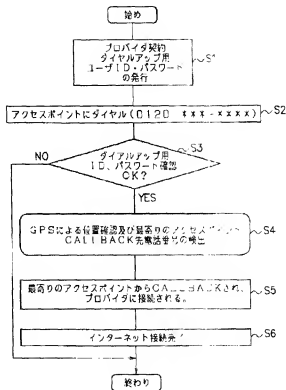 始め
プロバイダ契約
ダイヤルアップ用
ユーザID・パスワード
の発行
S1
アクセスポイントにダイヤル(0120 ***-××××)
S2
S3
ダイアルアップ用
ID、パスワード確認
OK?
NO
YES
GPSによる位置確認及び最寄りのアクセスポイント
CALLBACK先電話番号の検出
S4
最寄りのアクセスポイントからCALLBACKされ、
プロバイダに接続される。
S5
インターネット接続完了
S6
終わり